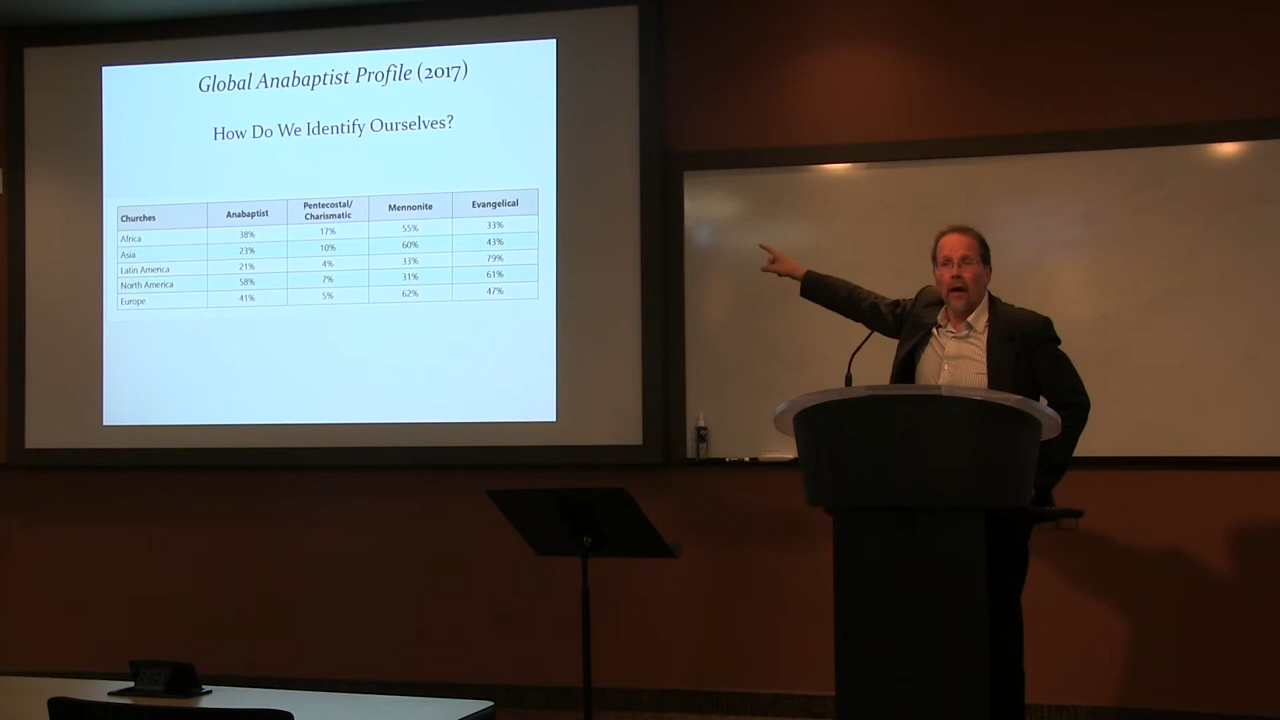 Global Anabaptist Profile (2017)
How Do We Identify Ourselves?
Churches Anabaptist Pentecostal/ Charismatic Mennonite Evangelical
Africa 38% 17% 55% 33%
Asia 23% 10% 60% 43%
Latin America 21% 4% 33% 79%
North America 58% 7% 31% 61%
Europe 41% 5% 62% 47%